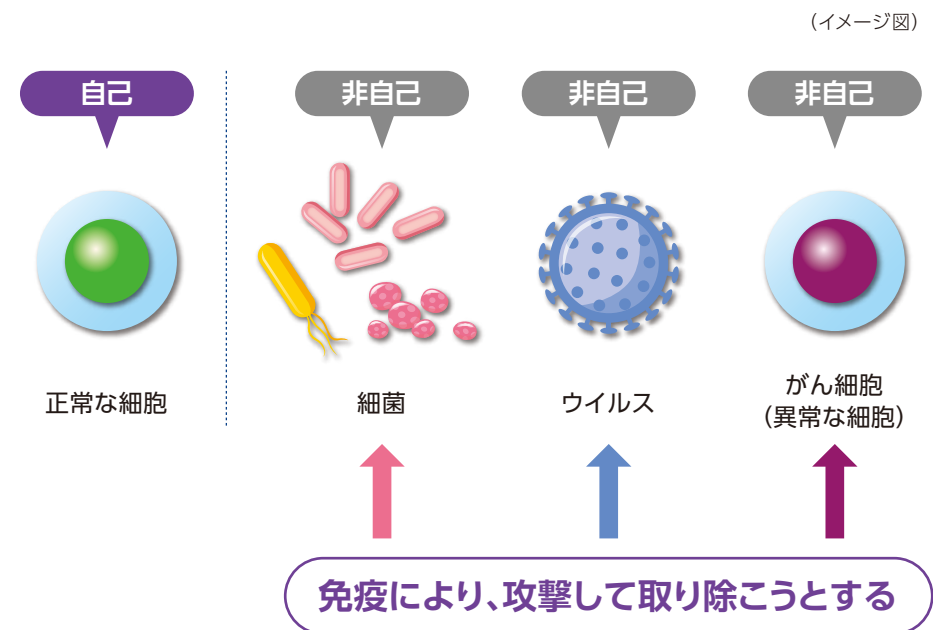 (イメージ図)
自己
非自己
非自己
非自己
正常な細胞
細菌
ウイルス
がん細胞
(異常な細胞)
免疫により、攻撃して取り除こうとする